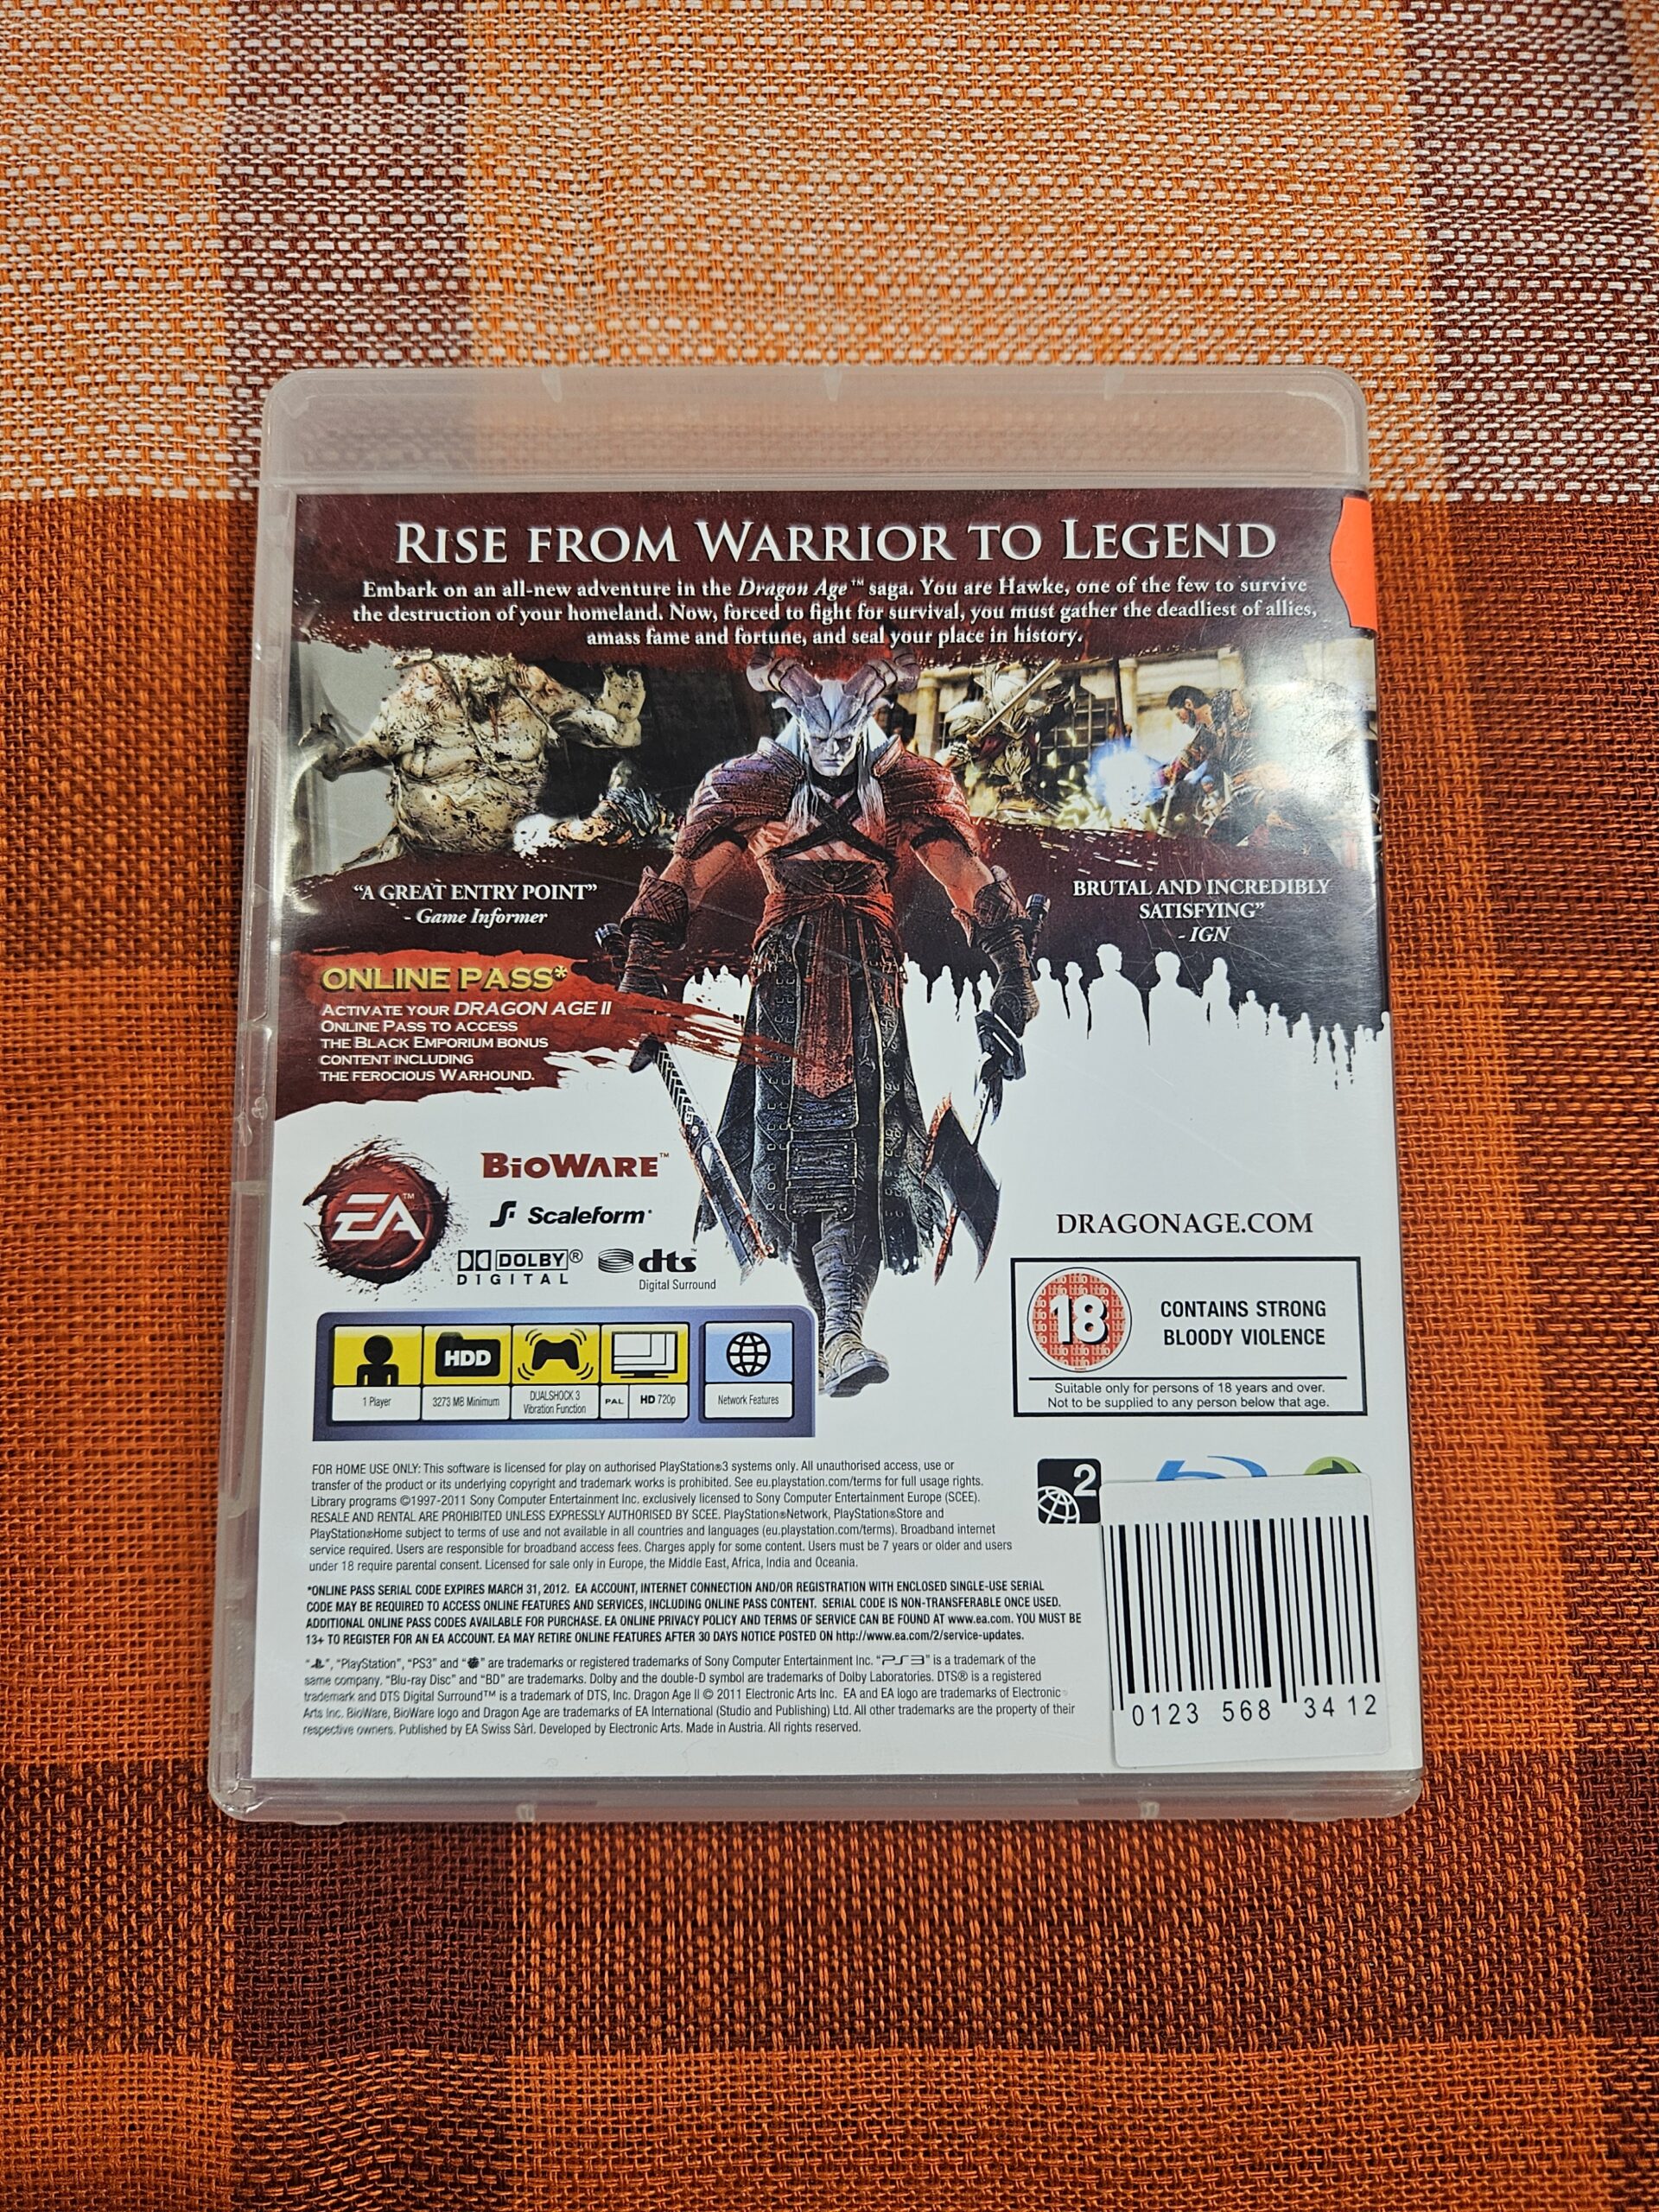 RISE FROM WARRIOR TO LEGEND
Embark on an all-new adventure in the Dragon Age™ saga. You are Hawke, one of the few to survive
the destruction of your homeland. Now, forced to fight for survival, you must gather the deadliest of allies,
amass fame and fortune, and seal your place in history.
“A GREAT ENTRY POINT”
- Game Informer
BRUTAL AND INCREDIBLY
SATISFYING”
- IGN
ONLINE PASS*
ACTIVATE YOUR DRAGON AGE II
ONLINE PASS TO ACCESS
THE BLACK EMPORIUM BONUS
CONTENT INCLUDING
THE FEROCIOUS WARHOUND.
EA™
BIOWARE™
Scaleform
DOLBY®
DIGITAL
dts
Digital Surround
DRAGONAGE.COM
18
CONTAINS STRONG
BLOODY VIOLENCE
Suitable only for persons of 18 years and over.
Not to be supplied to any person below that age.
HDD
1 Player
3273 MB Minimum
DUALSHOCK 3
Vibration Function
PAL
HD 720p
Network Features
FOR HOME USE ONLY: This software is licensed for play on authorised PlayStation®3 systems only. All unauthorised access, use or
transfer of the product or its underlying copyright and trademark works is prohibited. See eu.playstation.com/terms for full usage rights.
Library programs ©1997-2011 Sony Computer Entertainment Inc. exclusively licensed to Sony Computer Entertainment Europe (SCEE).
RESALE AND RENTAL ARE PROHIBITED UNLESS EXPRESSLY AUTHORISED BY SCEE. PlayStation®Network, PlayStation®Store and
PlayStation®Home subject to terms of use and not available in all countries and languages (eu.playstation.com/terms). Broadband internet
service required. Users are responsible for broadband access fees. Charges apply for some content. Users must be 7 years or older and users
under 18 require parental consent. Licensed for sale only in Europe, the Middle East, Africa, India and Oceania.
2
*ONLINE PASS SERIAL CODE EXPIRES MARCH 31, 2012. EA ACCOUNT, INTERNET CONNECTION AND/OR REGISTRATION WITH ENCLOSED SINGLE-USE SERIAL
CODE MAY BE REQUIRED TO ACCESS ONLINE FEATURES AND SERVICES, INCLUDING ONLINE PASS CONTENT. SERIAL CODE IS NON-TRANSFERABLE ONCE USED.
ADDITIONAL ONLINE PASS CODES AVAILABLE FOR PURCHASE. EA ONLINE PRIVACY POLICY AND TERMS OF SERVICE CAN BE FOUND AT www.ea.com. YOU MUST BE
13+ TO REGISTER FOR AN EA ACCOUNT. EA MAY RETIRE ONLINE FEATURES AFTER 30 DAYS NOTICE POSTED ON http://www.ea.com/2/service-updates.
“ ”, “PlayStation”, “PS3” and “ ” are trademarks or registered trademarks of Sony Computer Entertainment Inc. “PS3” is a trademark of the
same company. “Blu-ray Disc” and “BD” are trademarks. Dolby and the double-D symbol are trademarks of Dolby Laboratories. DTS® is a registered
trademark and DTS Digital Surround™ is a trademark of DTS, Inc. Dragon Age II © 2011 Electronic Arts Inc. EA and EA logo are trademarks of Electronic
Arts Inc. BioWare, BioWare logo and Dragon Age are trademarks of EA International (Studio and Publishing) Ltd. All other trademarks are the property of their
respective owners. Published by EA Swiss Sàrl. Developed by Electronic Arts. Made in Austria. All rights reserved.
0123 568 3412